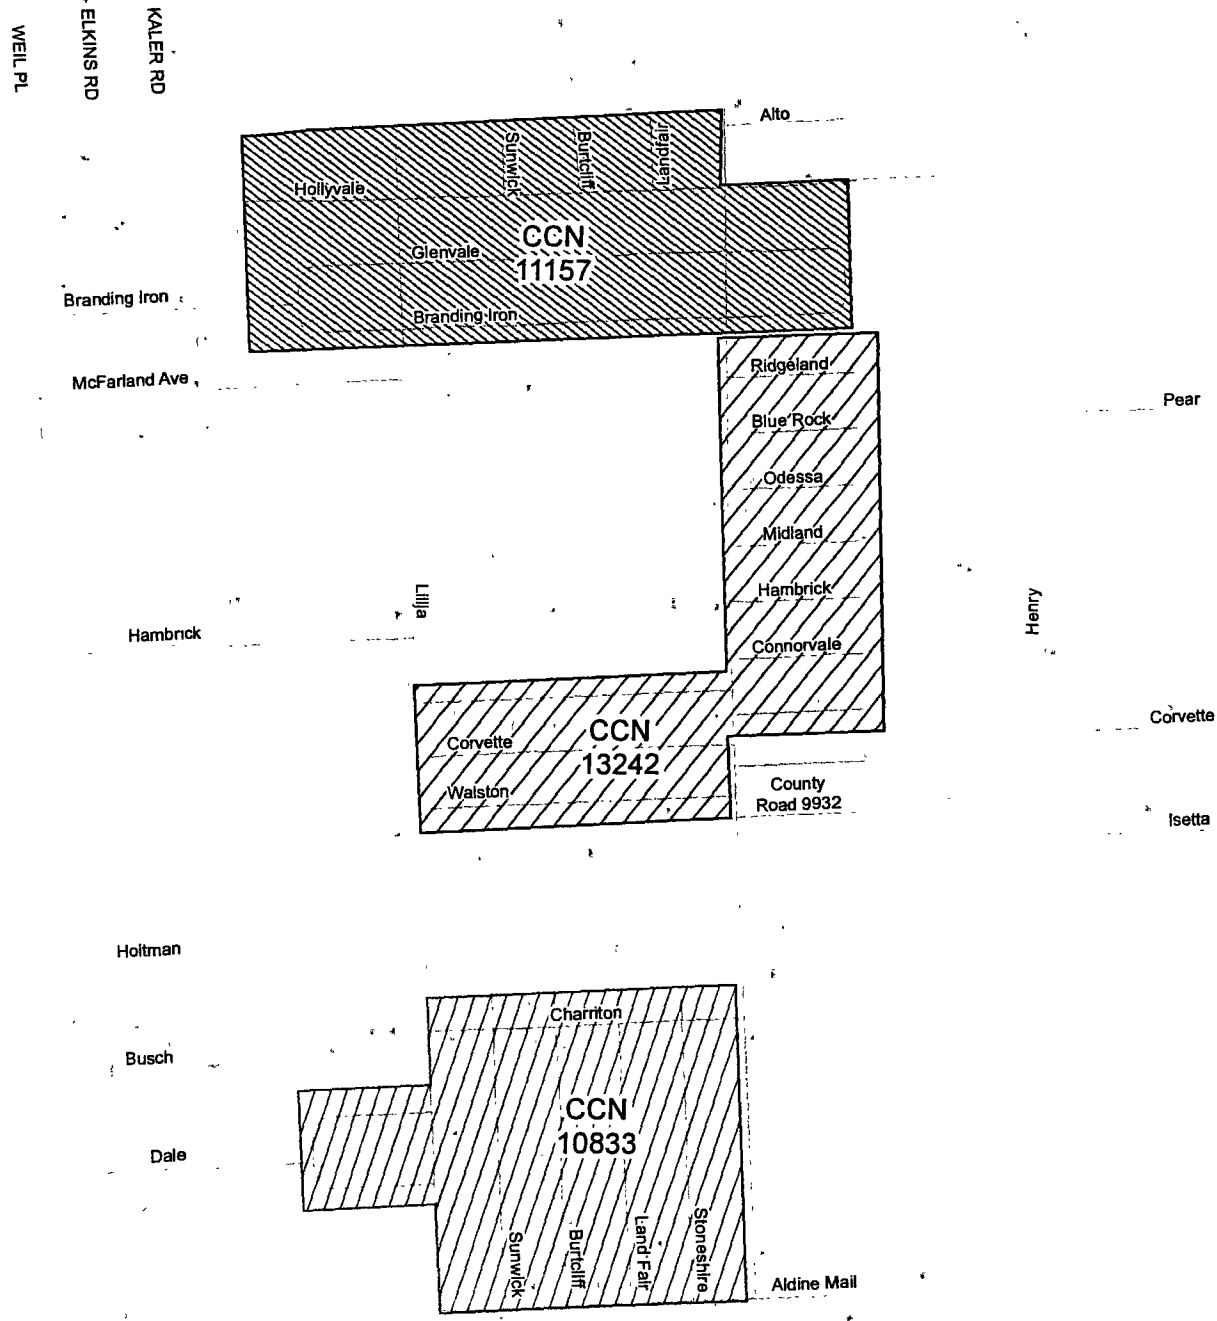 WEIL PL
ELKINS RD
KALER RD
Alto
Sunwick
Burtcliff
Landfair
Hollyvale
CCN
11157
Glenvale
Branding Iron
Branding Iron
McFarland Ave
Ridgeland
Blue Rock
Pear
Odessa
Midland
Hambrick
Lillja
Henry
Hambrick
Connorvale
Corvette
CCN
13242
Corvette
Walston
County
Road 9932
Isetta
Holtman
Charriton
Busch
CCN
10833
Dale
Sunwick
Burtcliff
Land Fair
Stoneshire
Aldine Mail